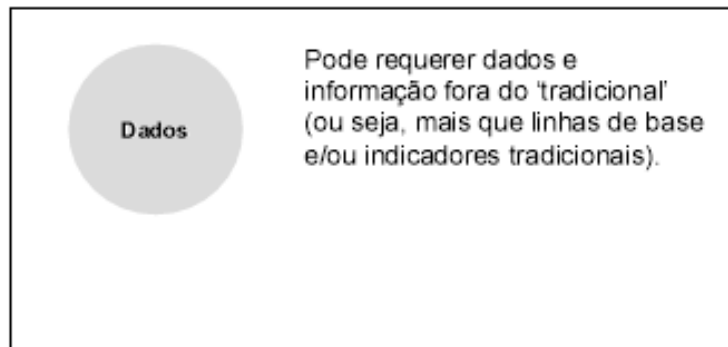 Dados
Pode requerer dados e
informação fora do ‘tradicional’
(ou seja, mais que linhas de base
e/ou indicadores tradicionais).